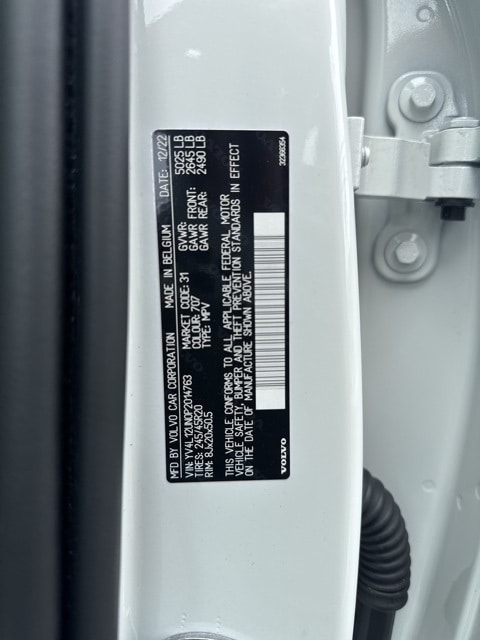 MFD BY VOLVO CAR CORPORATION MADE IN BELGIUM DATE: 12/22
VIN: YV4L12UN0P2014763 MARKET CODE: 31 GVWR: 5025 LB
TIRES: 245/45R20 COLOUR: 707 GAWR FRONT: 2645 LB
RIM: 8Jx20x50.5 TYPE: MPV GAWR REAR: 2490 LB
THIS VEHICLE CONFORMS TO ALL APPLICABLE FEDERAL MOTOR
VEHICLE SAFETY, BUMPER AND THEFT PREVENTION STANDARDS IN EFFECT
ON THE DATE OF MANUFACTURE SHOWN ABOVE.
VOLVO